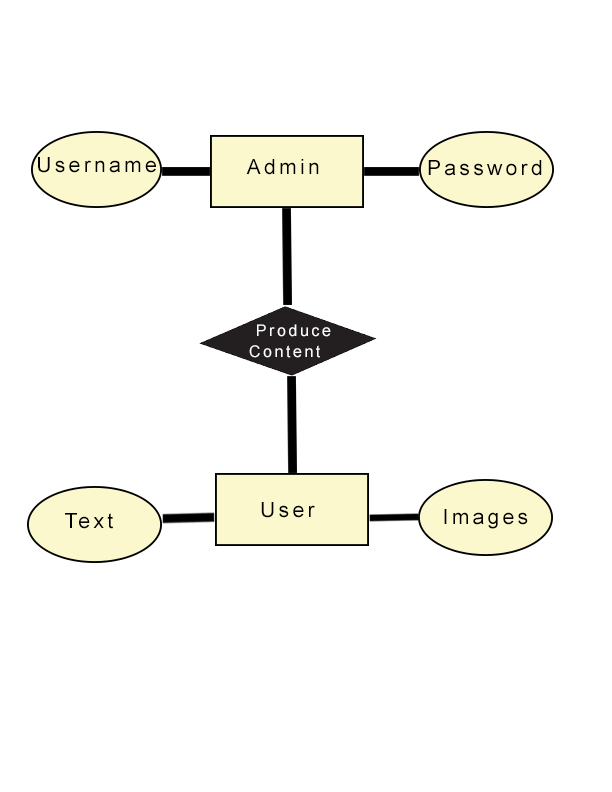 Username
Admin
Password
Produce
Content
User
Text
Images